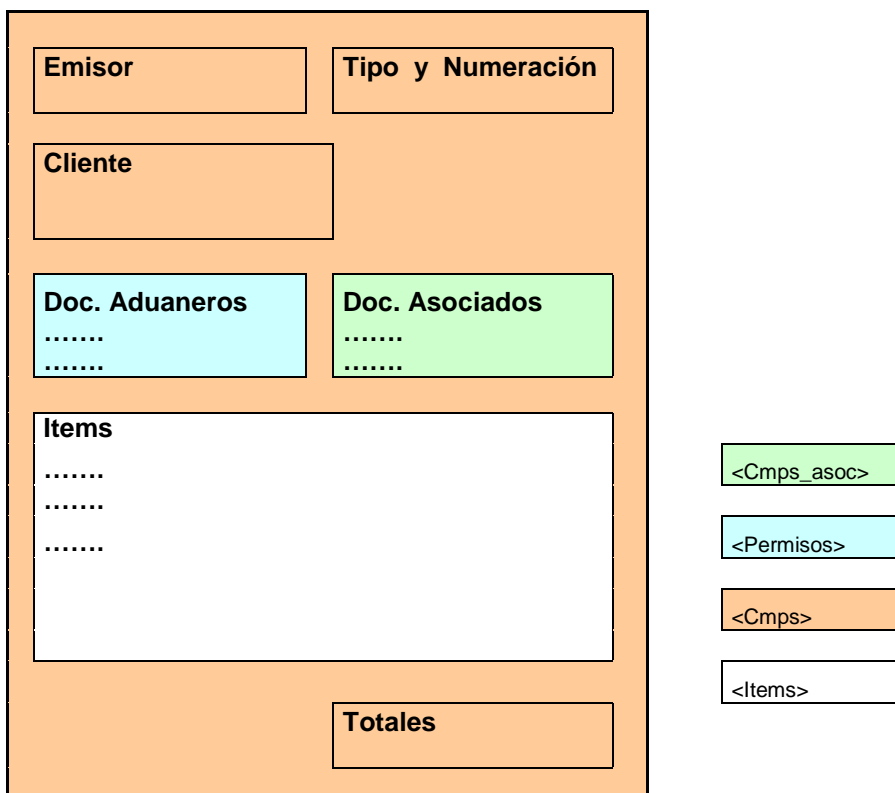 Emisor
Tipo y Numeración
Cliente
Doc. Aduaneros
…….
…….
Doc. Asociados
…….
…….
Items
…….
…….
…….
Totales
<Cmps_asoc>
<Permisos>
<Cmps>
<Items>